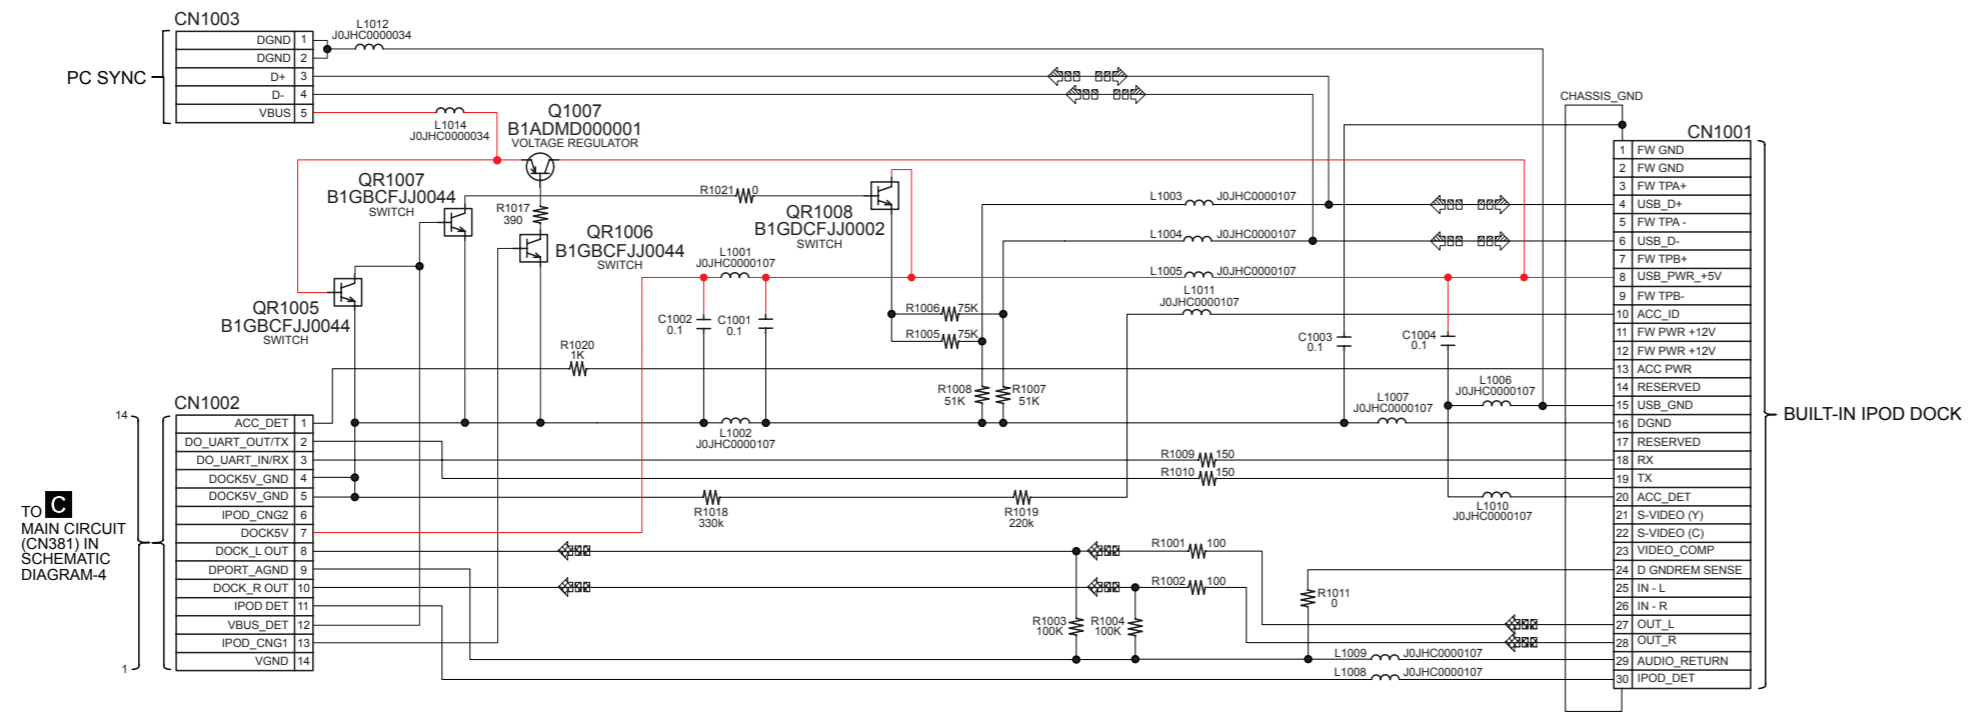 CN1003
PC SYNC
DGND 1
DGND 2
D+ 3
D- 4
VBUS 5
L1012
J0JHC0000034
L1014
J0JHC0000034
Q1007
B1ADMD000001
VOLTAGE REGULATOR
QR1007
B1GBCFJJ0044
SWITCH
R1017
390
QR1006
B1GBCFJJ0044
SWITCH
QR1005
B1GBCFJJ0044
SWITCH
R1021 0
QR1008
B1GDCFJJ0002
SWITCH
L1001
J0JHC0000107
C1002
0.1
C1001
0.1
L1002
J0JHC0000107
R1020
1K
L1003 J0JHC0000107
L1004 J0JHC0000107
L1005 J0JHC0000107
L1011
J0JHC0000107
R1006 75K
R1005 75K
R1008
51K
R1007
51K
C1003
0.1
C1004
0.1
L1006
J0JHC0000107
L1007
J0JHC0000107
R1009 150
R1010 150
R1018
330k
R1019
220k
L1010
J0JHC0000107
R1001 100
R1002 100
R1003
100K
R1004
100K
R1011
0
L1009 J0JHC0000107
L1008 J0JHC0000107
CN1002
14
1
TO C
MAIN CIRCUIT
(CN381) IN
SCHEMATIC
DIAGRAM-4
ACC_DET 1
DO_UART_OUT/TX 2
DO_UART_IN/RX 3
DOCK5V_GND 4
DOCK5V_GND 5
IPOD_CNG2 6
DOCK5V 7
DOCK_L OUT 8
DPORT_AGND 9
DOCK_R OUT 10
IPOD DET 11
VBUS_DET 12
IPOD_CNG1 13
VGND 14
CHASSIS_GND
CN1001
1 FW GND
2 FW GND
3 FW TPA+
4 USB_D+
5 FW TPA -
6 USB_D-
7 FW TPB+
8 USB_PWR_+5V
9 FW TPB-
10 ACC_ID
11 FW PWR +12V
12 FW PWR +12V
13 ACC PWR
14 RESERVED
15 USB_GND
16 DGND
17 RESERVED
18 RX
19 TX
20 ACC_DET
21 S-VIDEO (Y)
22 S-VIDEO (C)
23 VIDEO_COMP
24 D GNDREM SENSE
25 IN - L
26 IN - R
27 OUT_L
28 OUT_R
29 AUDIO_RETURN
30 IPOD_DET
BUILT-IN IPOD DOCK